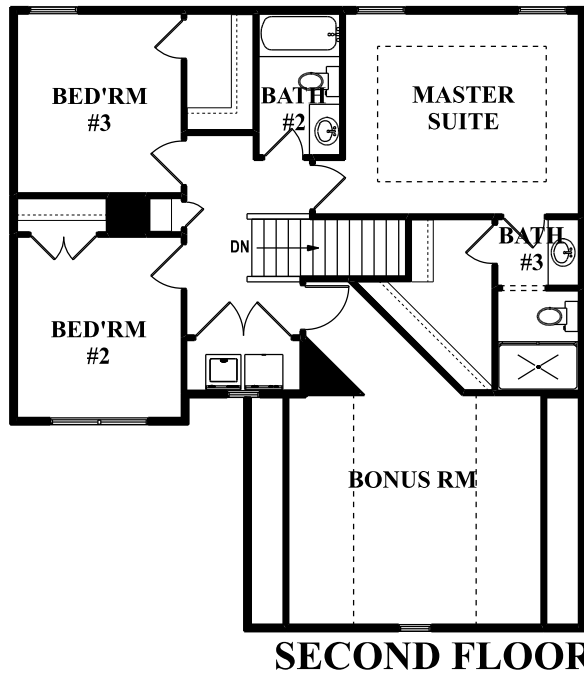 BED'RM
#3
BATH
#2
MASTER
SUITE
DN
BATH
#3
BED'RM
#2
BONUS RM
SECOND FLOOR